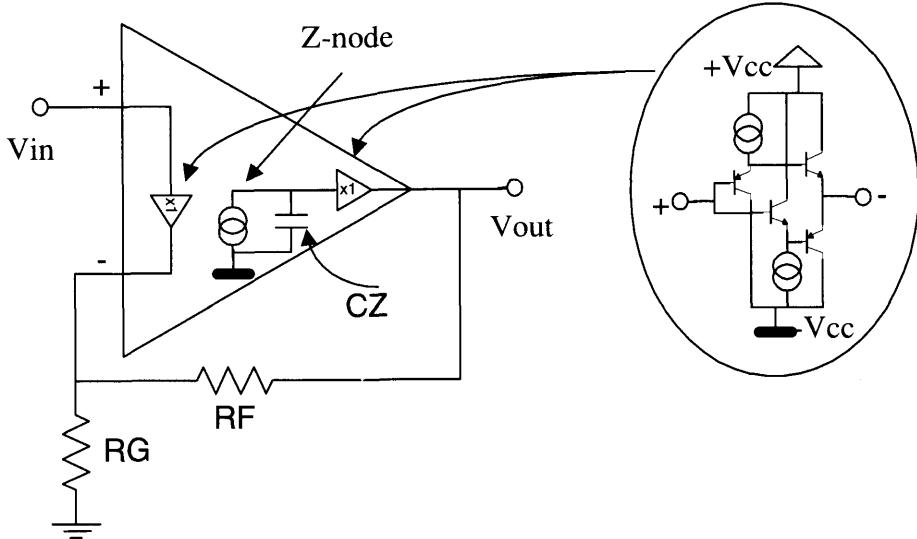 Z-node
+
Vin
x1
x1
-
CZ
Vout
RF
RG
+Vcc
+
-
-Vcc